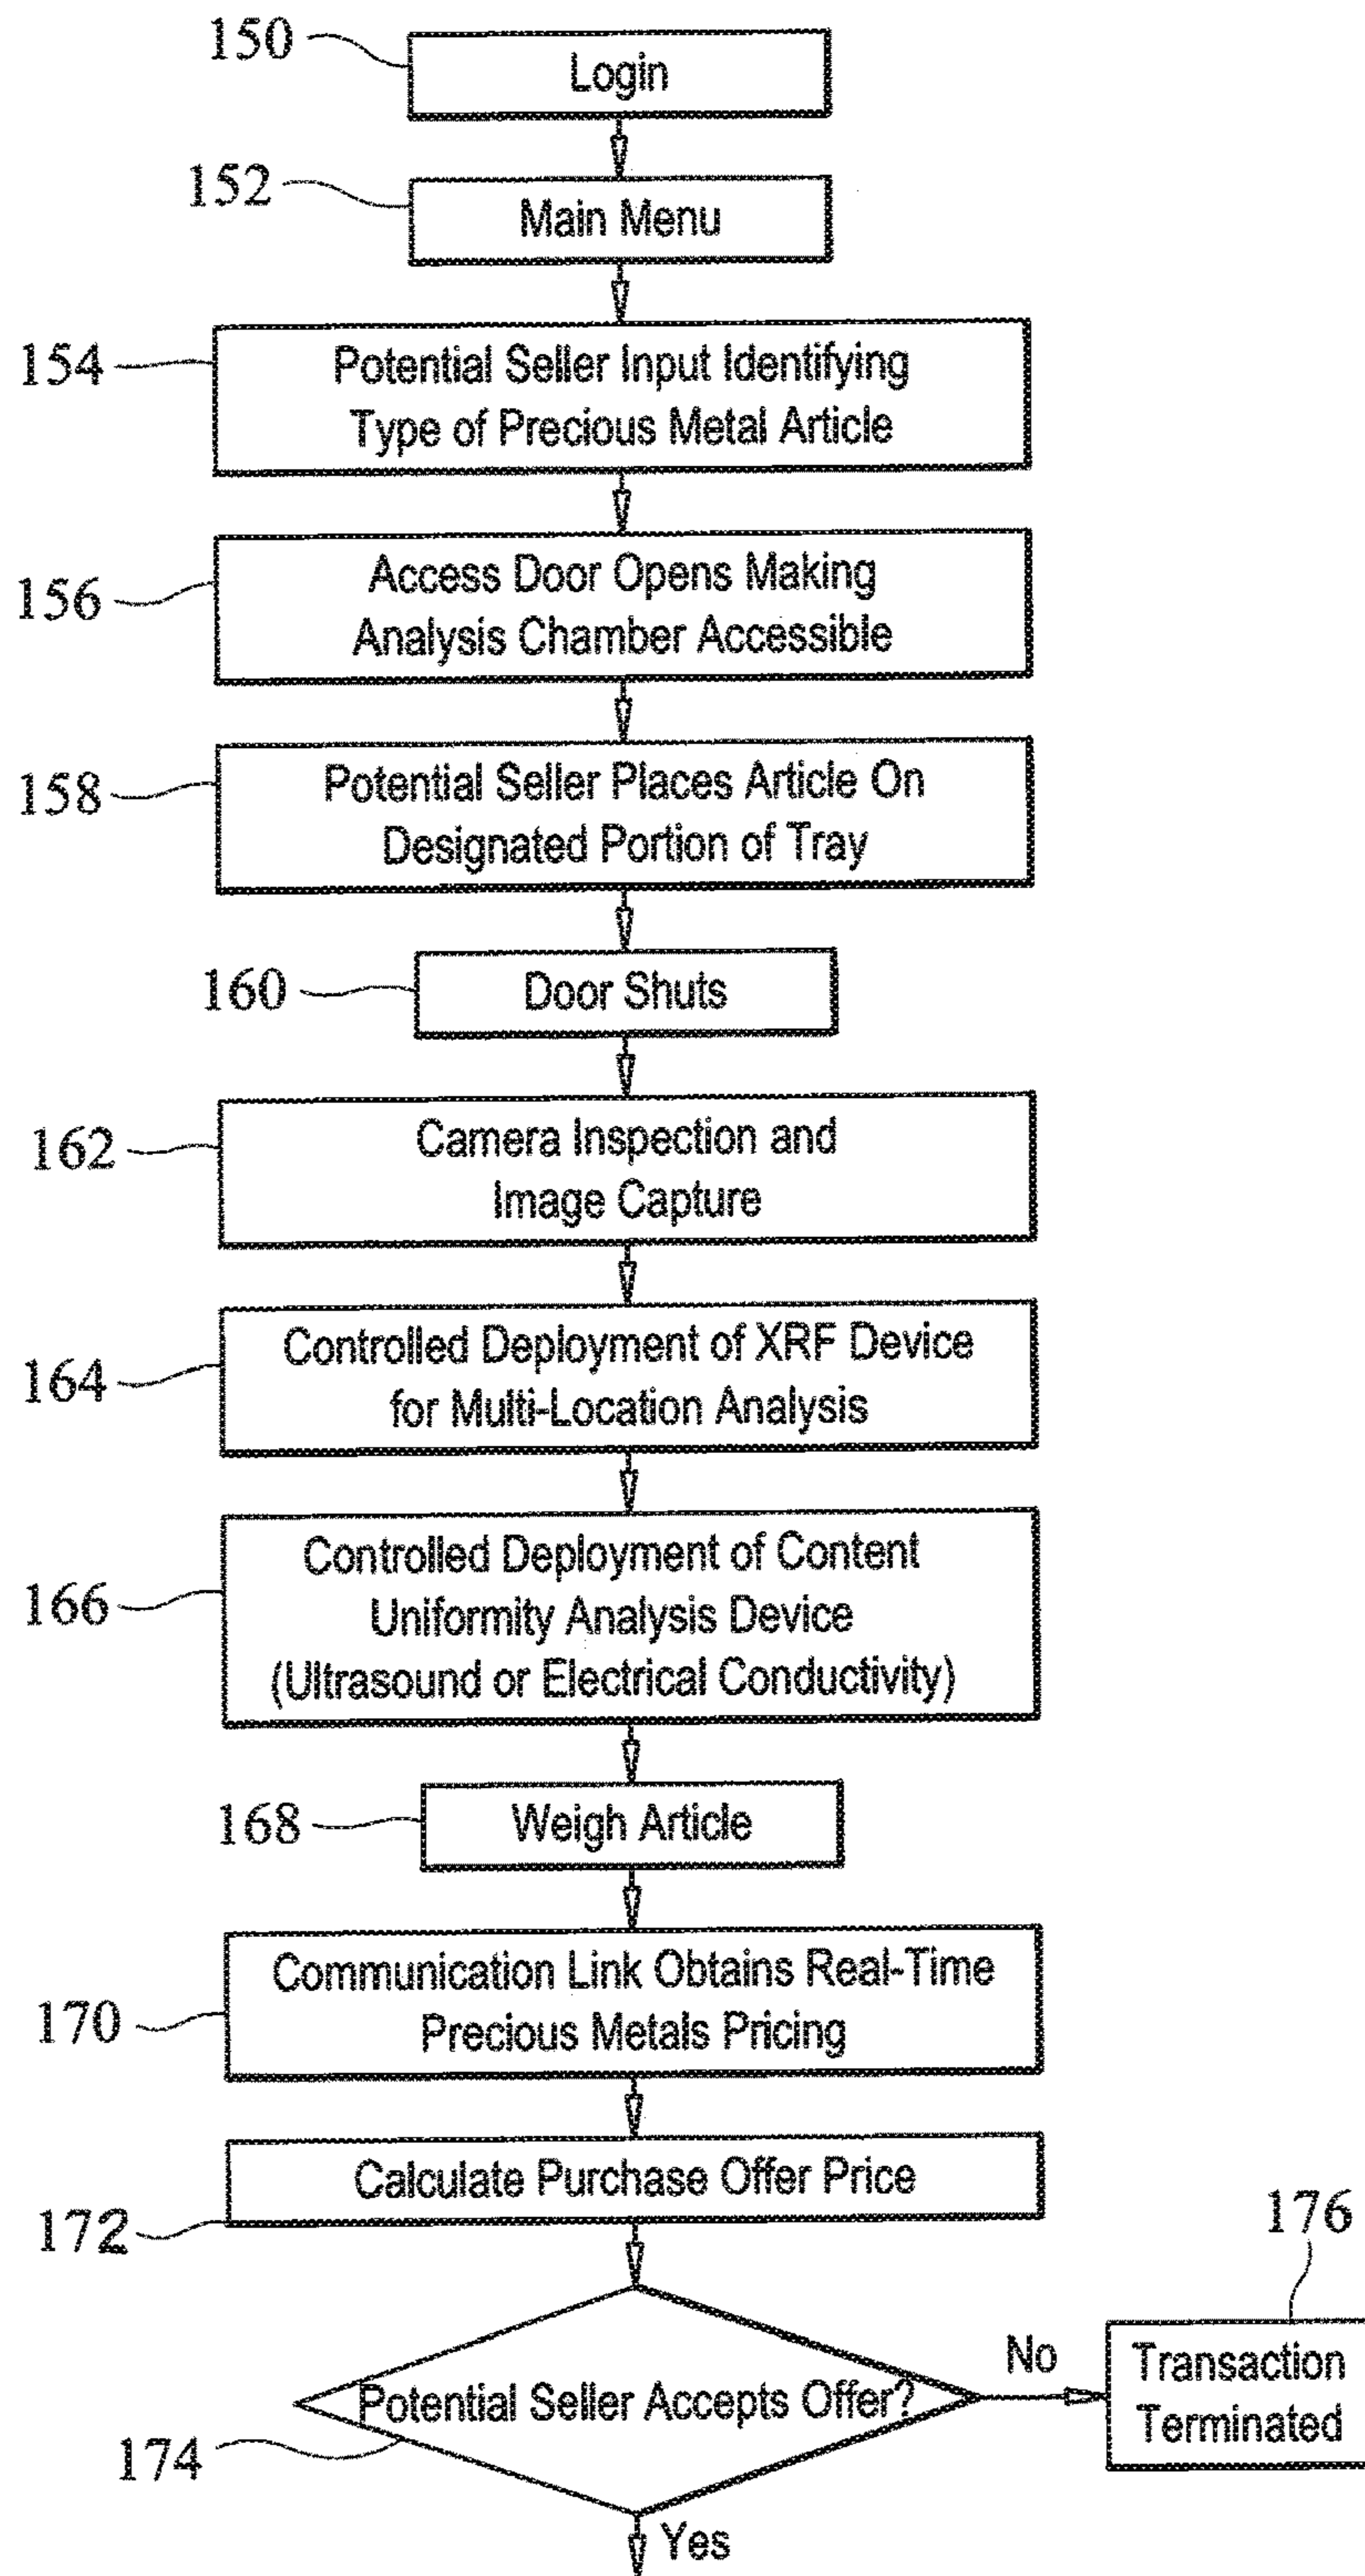 150
Login
152
Main Menu
154
Potential Seller Input Identifying
Type of Precious Metal Article
156
Access Door Opens Making
Analysis Chamber Accessible
158
Potential Seller Places Article On
Designated Portion of Tray
160
Door Shuts
162
Camera Inspection and
Image Capture
164
Controlled Deployment of XRF Device
for Multi-Location Analysis
166
Controlled Deployment of Content
Uniformity Analysis Device
(Ultrasound or Electrical Conductivity)
168
Weigh Article
170
Communication Link Obtains Real-Time
Precious Metals Pricing
172
Calculate Purchase Offer Price
174
Potential Seller Accepts Offer?
No
176
Transaction
Terminated
Yes